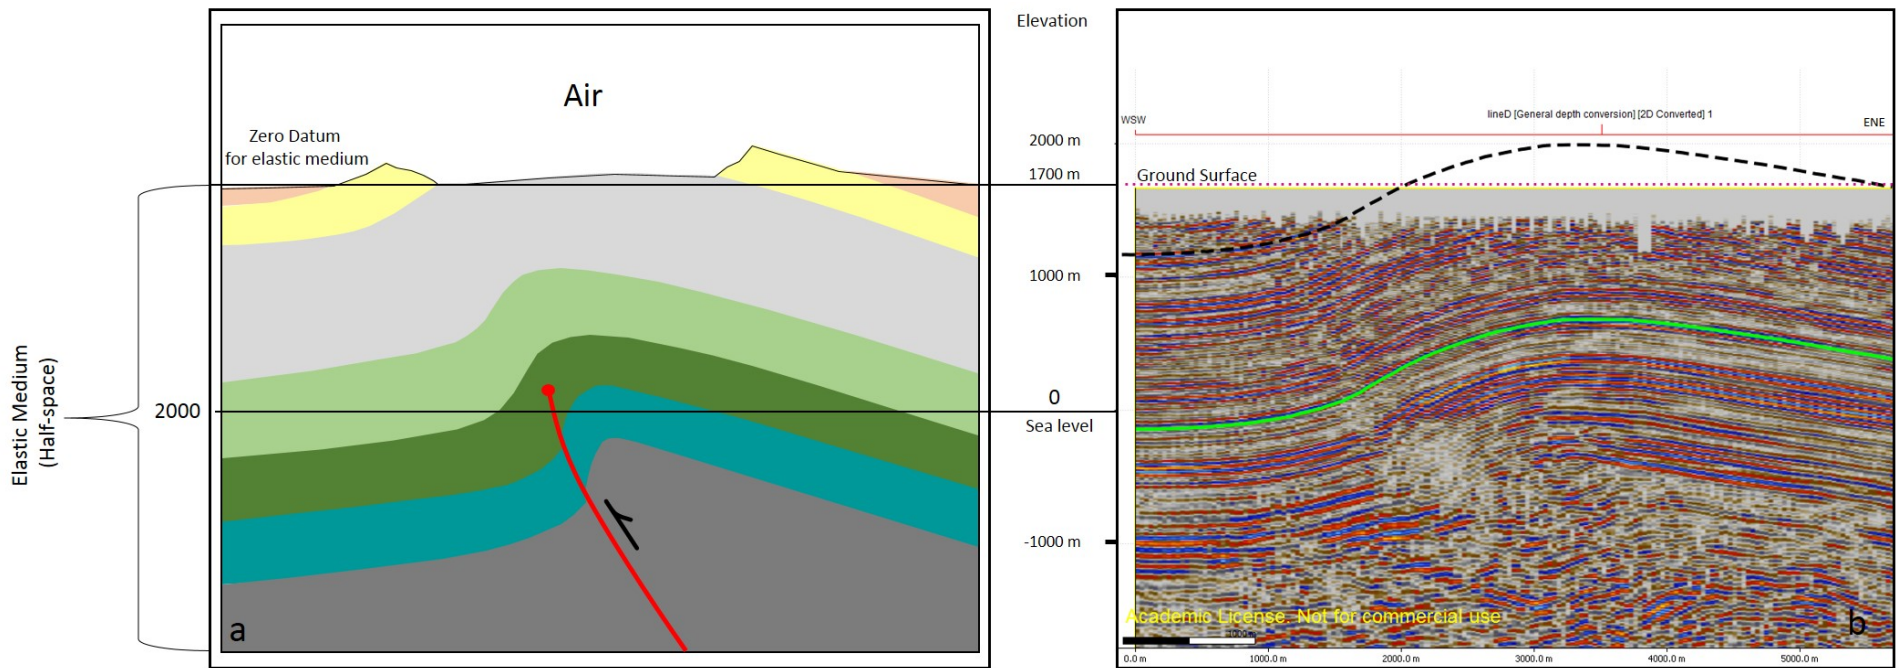 Air
Zero Datum
for elastic medium
Elastic Medium
(Half-space)
2000
a
Elevation
2000 m
1700 m
1000 m
0
Sea level
-1000 m
lineD [General depth conversion] [2D Converted] 1
WSW
ENE
Ground Surface
Academic License. Not for commercial use
b
0.0 m
1000.0 m
2000.0 m
3000.0 m
4000.0 m
5000.0 m